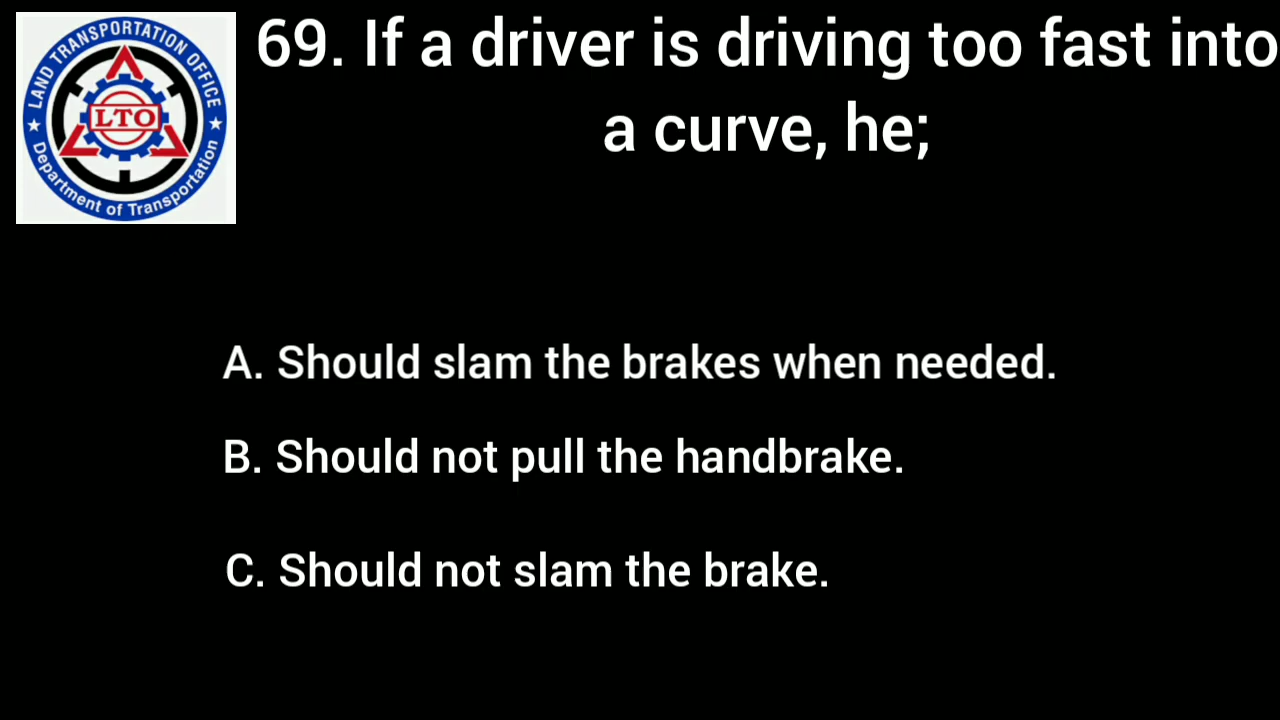 LAND TRANSPORTATION OFFICE
LTO
Department of Transportation
69. If a driver is driving too fast into
a curve, he;
A. Should slam the brakes when needed.
B. Should not pull the handbrake.
C. Should not slam the brake.